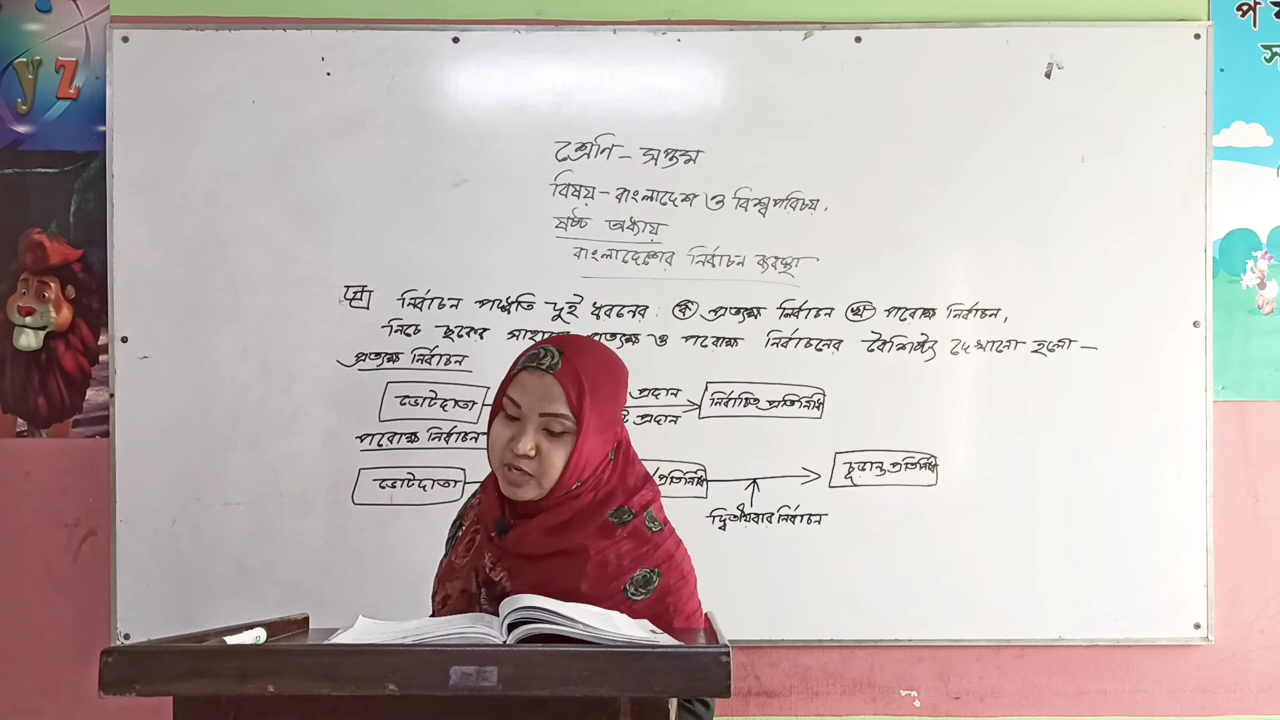 শ্রেণি - সপ্তম
বিষয় - বাংলাদেশ ও বিশ্বপরিচয়.
ষষ্ঠ অধ্যায়
বাংলাদেশের নির্বাচন ব্যবস্থা
নির্বাচন পদ্ধতি দুই ধরনের: ক প্রত্যক্ষ নির্বাচন খ পরোক্ষ নির্বাচন,
নিচে ছকের প্রত্যক্ষ ও পরোক্ষ নির্বাচনের বৈশিষ্ট্য দেখানো হলো -
প্রত্যক্ষ নির্বাচন
ভোটদাতা প্রদান নির্বাচিত প্রতিনিধি
প্রদান
পরোক্ষ নির্বাচন
ভোটদাতা প্রতিনিধি চূড়ান্ত প্রতিনিধি
দ্বিতীয়বার নির্বাচন
y z
প
স